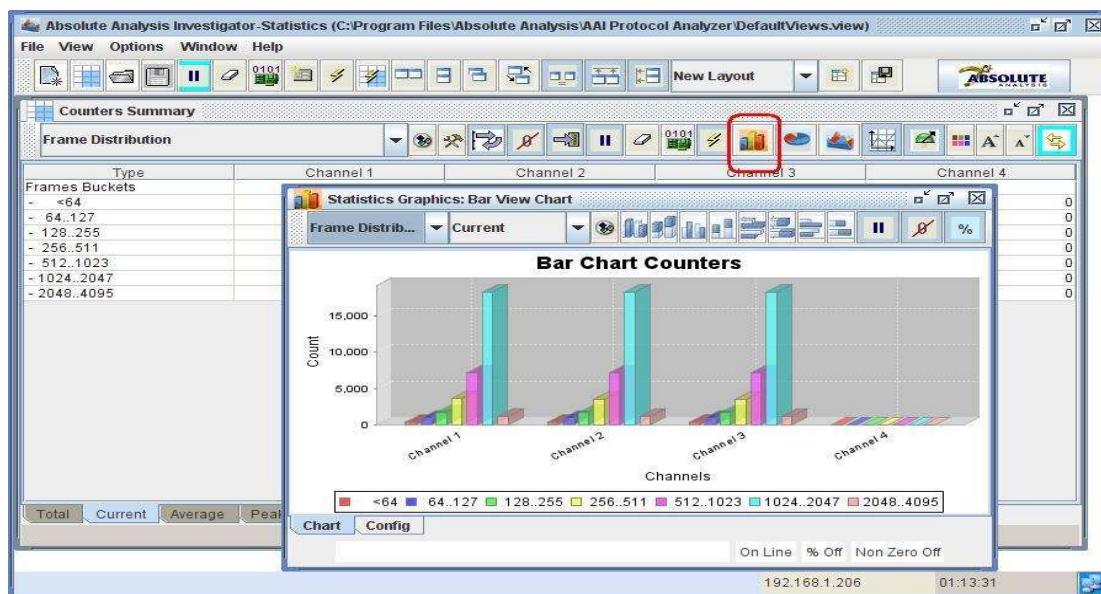 Absolute Analysis Investigator-Statistics (C:\Program Files\Absolute Analysis\AAI Protocol Analyzer\DefaultViews.view)
File View Options Window Help
0101
New Layout
ABSOLUTE
ANALYSIS
Counters Summary
Frame Distribution
0101
A
A
Type Channel 1 Channel 2 Channel 3 Channel 4
Frames Buckets
- <64 0
- 64..127 0
- 128..255 0
- 256..511 0
- 512..1023 0
- 1024..2047 0
- 2048..4095 0
Statistics Graphics: Bar View Chart
Frame Distrib... Current %
Bar Chart Counters
15,000
10,000
5,000
0
Count
Channel 1 Channel 2 Channel 3 Channel 4
Channels
<64 64..127 128..255 256..511 512..1023 1024..2047 2048..4095
Total Current Average Peak
Chart Config
On Line % Off Non Zero Off
192.168.1.206 01:13:31